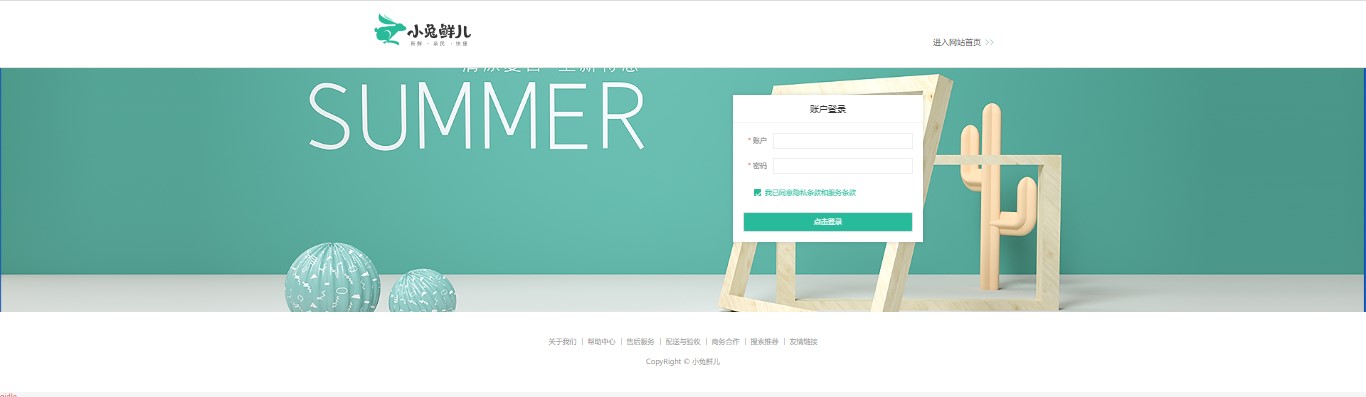 小兔鲜儿
新鲜 · 亲民 · 快捷
进入网站首页 >>
SUMMER
账户登录
* 账户
* 密码
我已同意隐私条款和服务条款
点击登录
关于我们 | 帮助中心 | 售后服务 | 配送与验收 | 商务合作 | 搜索推荐 | 友情链接
CopyRight © 小兔鲜儿